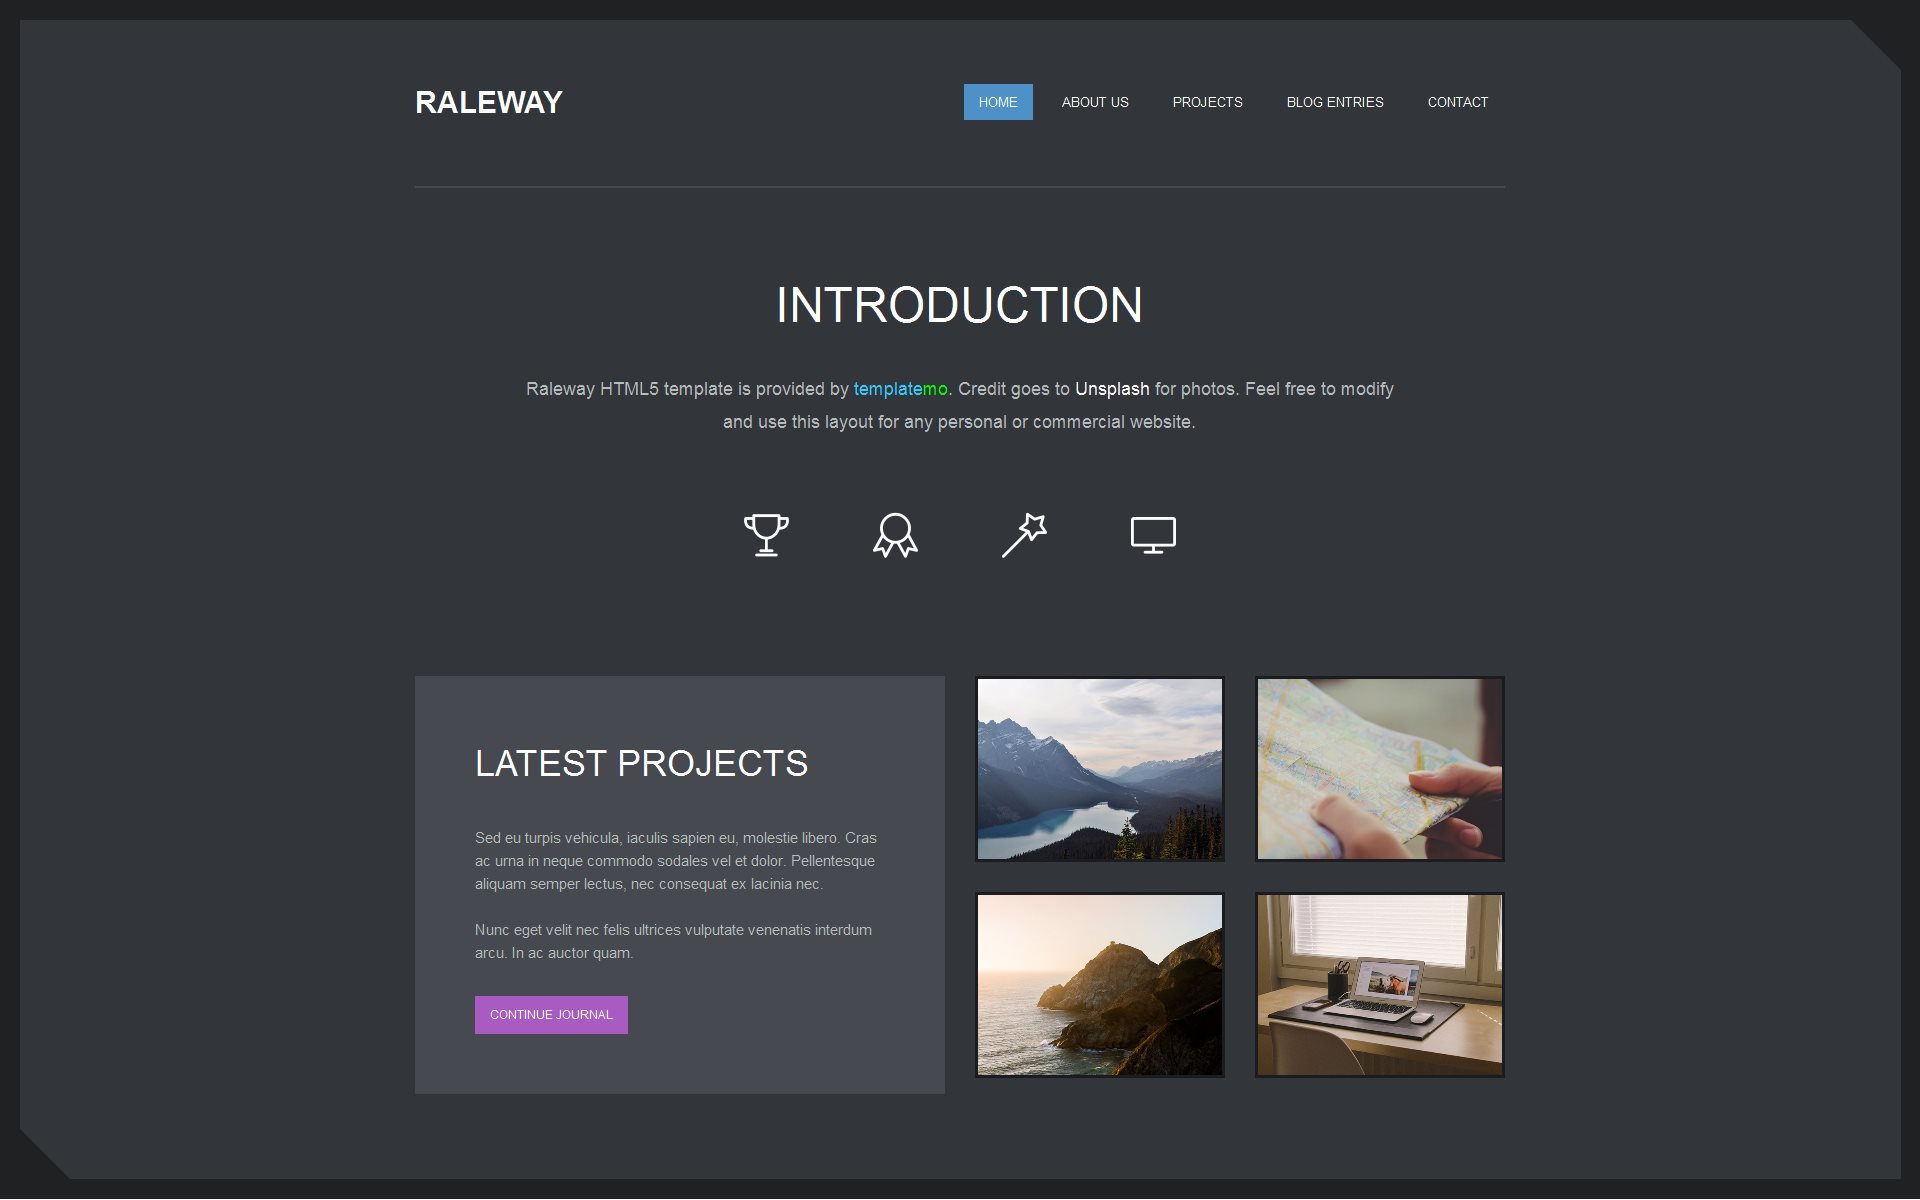 RALEWAY
HOME ABOUT US PROJECTS BLOG ENTRIES CONTACT
INTRODUCTION
Raleway HTML5 template is provided by templatemo. Credit goes to Unsplash for photos. Feel free to modify
and use this layout for any personal or commercial website.
LATEST PROJECTS
Sed eu turpis vehicula, iaculis sapien eu, molestie libero. Cras
ac urna in neque commodo sodales vel et dolor. Pellentesque
aliquam semper lectus, nec consequat ex lacinia nec.
Nunc eget velit nec felis ultrices vulputate venenatis interdum
arcu. In ac auctor quam.
CONTINUE JOURNAL